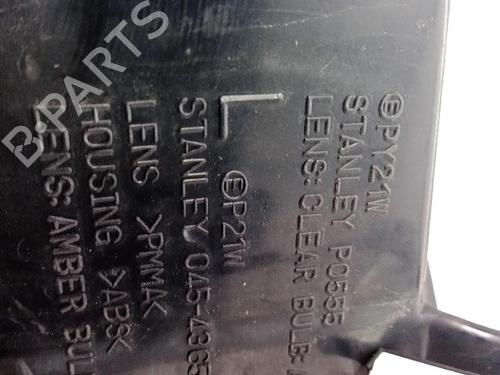 B-PARTS
Ⓔ PY21W
STANLEY P0555
LENS: CLEAR BULB:
L
Ⓔ P21W
STANLEY 045-4365
LENS >PMMA<
HOUSING >ABS<
LENS: AMBER BUL